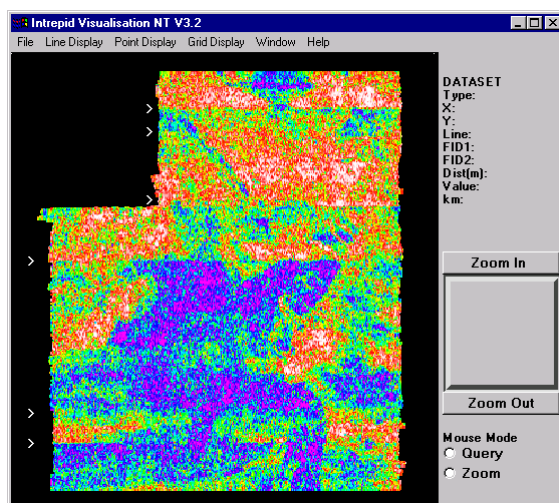 Intrepid Visualisation NT V3.2
File Line Display Point Display Grid Display Window Help
DATASET
Type:
X:
Y:
Line:
FID1:
FID2:
Dist(m):
Value:
km:
Zoom In
Zoom Out
Mouse Mode
Query
Zoom